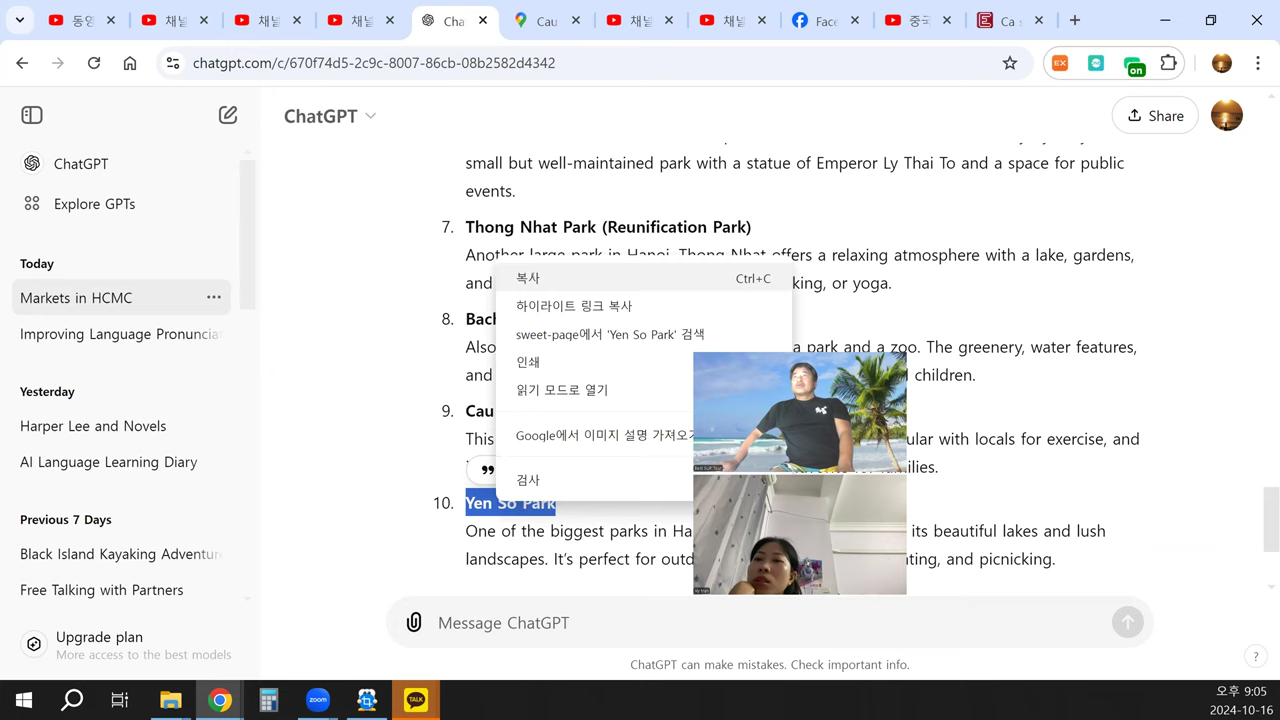 동영
채널
채널
채널
Cha
Cau
채널
채널
Face
중국
Ca s
chatgpt.com/c/670f74d5-2c9c-8007-86cb-08b2582d4342
EX
on
ChatGPT
Share
ChatGPT
Explore GPTs
Today
Markets in HCMC
Improving Language Pronuncia
Yesterday
Harper Lee and Novels
AI Language Learning Diary
Previous 7 Days
Black Island Kayaking Adventure
Free Talking with Partners
Upgrade plan
More access to the best models
small but well-maintained park with a statue of Emperor Ly Thai To and a space for public
events.
7. Thong Nhat Park (Reunification Park)
Another large park in Hanoi, Thong Nhat offers a relaxing atmosphere with a lake, gardens,
and king, or yoga.
8. Bach
Also a park and a zoo. The greenery, water features,
and children.
9. Cau
This ular with locals for exercise, and
milies.
10. Yen So Park
One of the biggest parks in Ha its beautiful lakes and lush
landscapes. It's perfect for outd ting, and picnicking.
복사 Ctrl+C
하이라이트 링크 복사
sweet-page에서 'Yen So Park' 검색
인쇄
읽기 모드로 열기
Google에서 이미지 설명 가져오기
검사
Message ChatGPT
ChatGPT can make mistakes. Check important info.
?
zoom
TALK
오후 9:05
2024-10-16